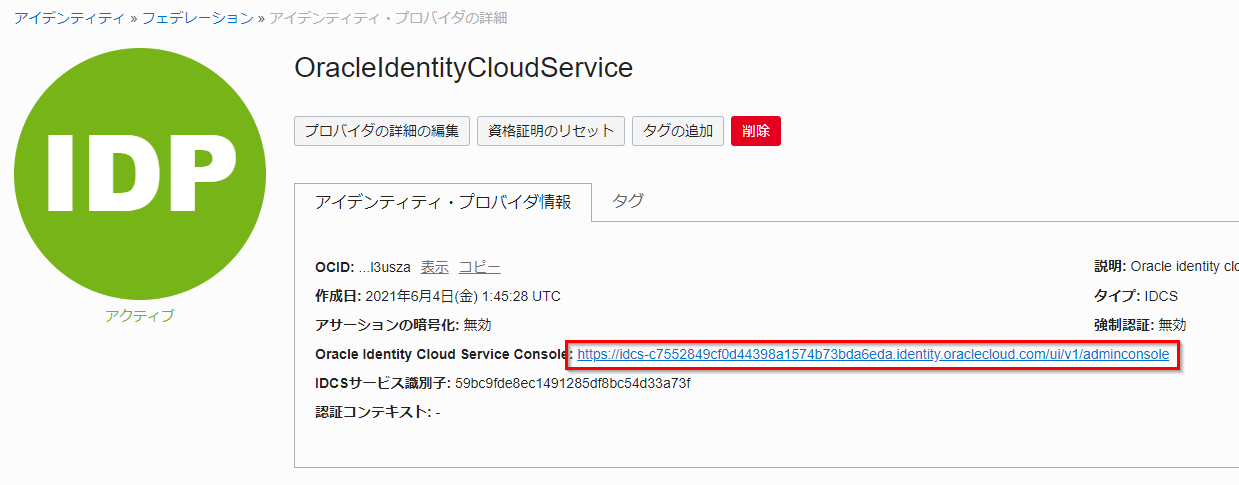 アイデンティティ » フェデレーション » アイデンティティ・プロバイダの詳細
IDP
アクティブ
OracleIdentityCloudService
プロバイダの詳細の編集 資格証明のリセット タグの追加 削除
アイデンティティ・プロバイダ情報 タグ
OCID: ...l3usza 表示 コピー 説明: Oracle identity
作成日: 2021年6月4日(金) 1:45:28 UTC タイプ: IDCS
アサーションの暗号化: 無効 強制認証: 無効
Oracle Identity Cloud Service Console: https://idcs-c7552849cf0d44398a1574b73bda6eda.identity.oraclecloud.com/ui/v1/adminconsole
IDCSサービス識別子: 59bc9fde8ec1491285df8bc54d33a73f
認証コンテキスト: -